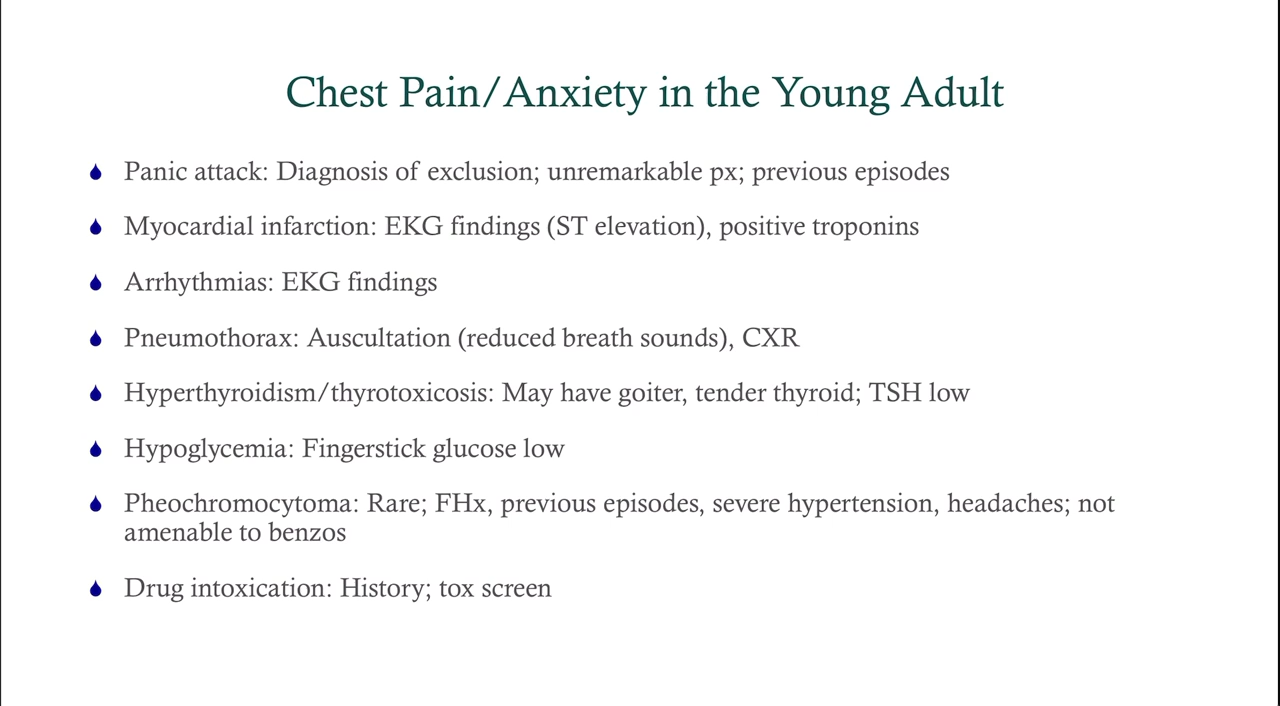 Chest Pain/Anxiety in the Young Adult
Panic attack: Diagnosis of exclusion; unremarkable px; previous episodes
Myocardial infarction: EKG findings (ST elevation), positive troponins
Arrhythmias: EKG findings
Pneumothorax: Auscultation (reduced breath sounds), CXR
Hyperthyroidism/thyrotoxicosis: May have goiter, tender thyroid; TSH low
Hypoglycemia: Fingerstick glucose low
Pheochromocytoma: Rare; FHx, previous episodes, severe hypertension, headaches; not
amenable to benzos
Drug intoxication: History; tox screen